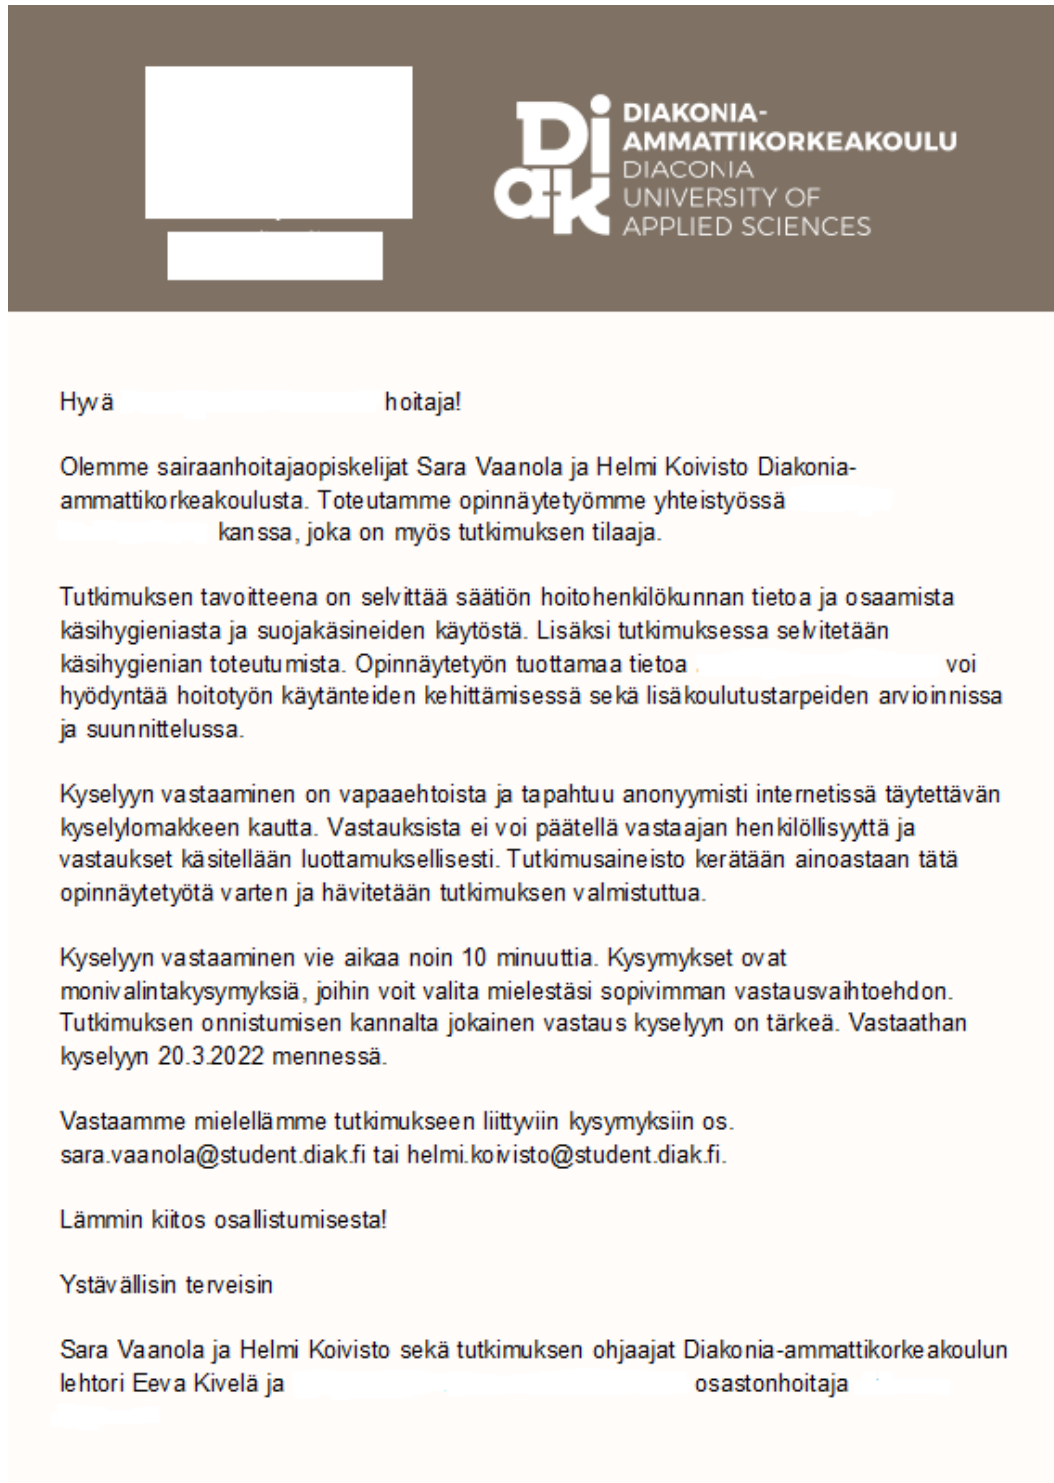 Diak
DIAKONIA-
AMMATTIKORKEAKOULU
DIACONIA
UNIVERSITY OF
APPLIED SCIENCES
Hyvä hoitaja!
Olemme sairaanhoitajaopiskelijat Sara Vaanola ja Helmi Koivisto Diakonia-
ammattikorkeakoulusta. Toteutamme opinnäytetyömme yhteistyössä
kanssa, joka on myös tutkimuksen tilaaja.
Tutkimuksen tavoitteena on selvittää säätiön hoitohenkilökunnan tietoa ja osaamista
käsihygieniasta ja suojakäsineiden käytöstä. Lisäksi tutkimuksessa selvitetään
käsihygienian toteutumista. Opinnäytetyön tuottamaa tietoa voi
hyödyntää hoitotyön käytänteiden kehittämisessä sekä lisäkoulutustarpeiden arvioinnissa
ja suunnittelussa.
Kyselyyn vastaaminen on vapaaehtoista ja tapahtuu anonyymisti internetissä täytettävän
kyselylomakkeen kautta. Vastauksista ei voi päätellä vastaajan henkilöllisyyttä ja
vastaukset käsitellään luottamuksellisesti. Tutkimusaineisto kerätään ainoastaan tätä
opinnäytetyötä varten ja hävitetään tutkimuksen valmistuttua.
Kyselyyn vastaaminen vie aikaa noin 10 minuuttia. Kysymykset ovat
monivalintakysymyksiä, joihin voit valita mielestäsi sopivimman vastausvaihtoehdon.
Tutkimuksen onnistumisen kannalta jokainen vastaus kyselyyn on tärkeä. Vastaathan
kyselyyn 20.3.2022 mennessä.
Vastaamme mielellämme tutkimukseen liittyviin kysymyksiin os.
sara.vaanola@student.diak.fi tai helmi.koivisto@student.diak.fi.
Lämmin kiitos osallistumisesta!
Ystävällisin terveisin
Sara Vaanola ja Helmi Koivisto sekä tutkimuksen ohjaajat Diakonia-ammattikorkeakoulun
lehtori Eeva Kivelä ja osastonhoitaja